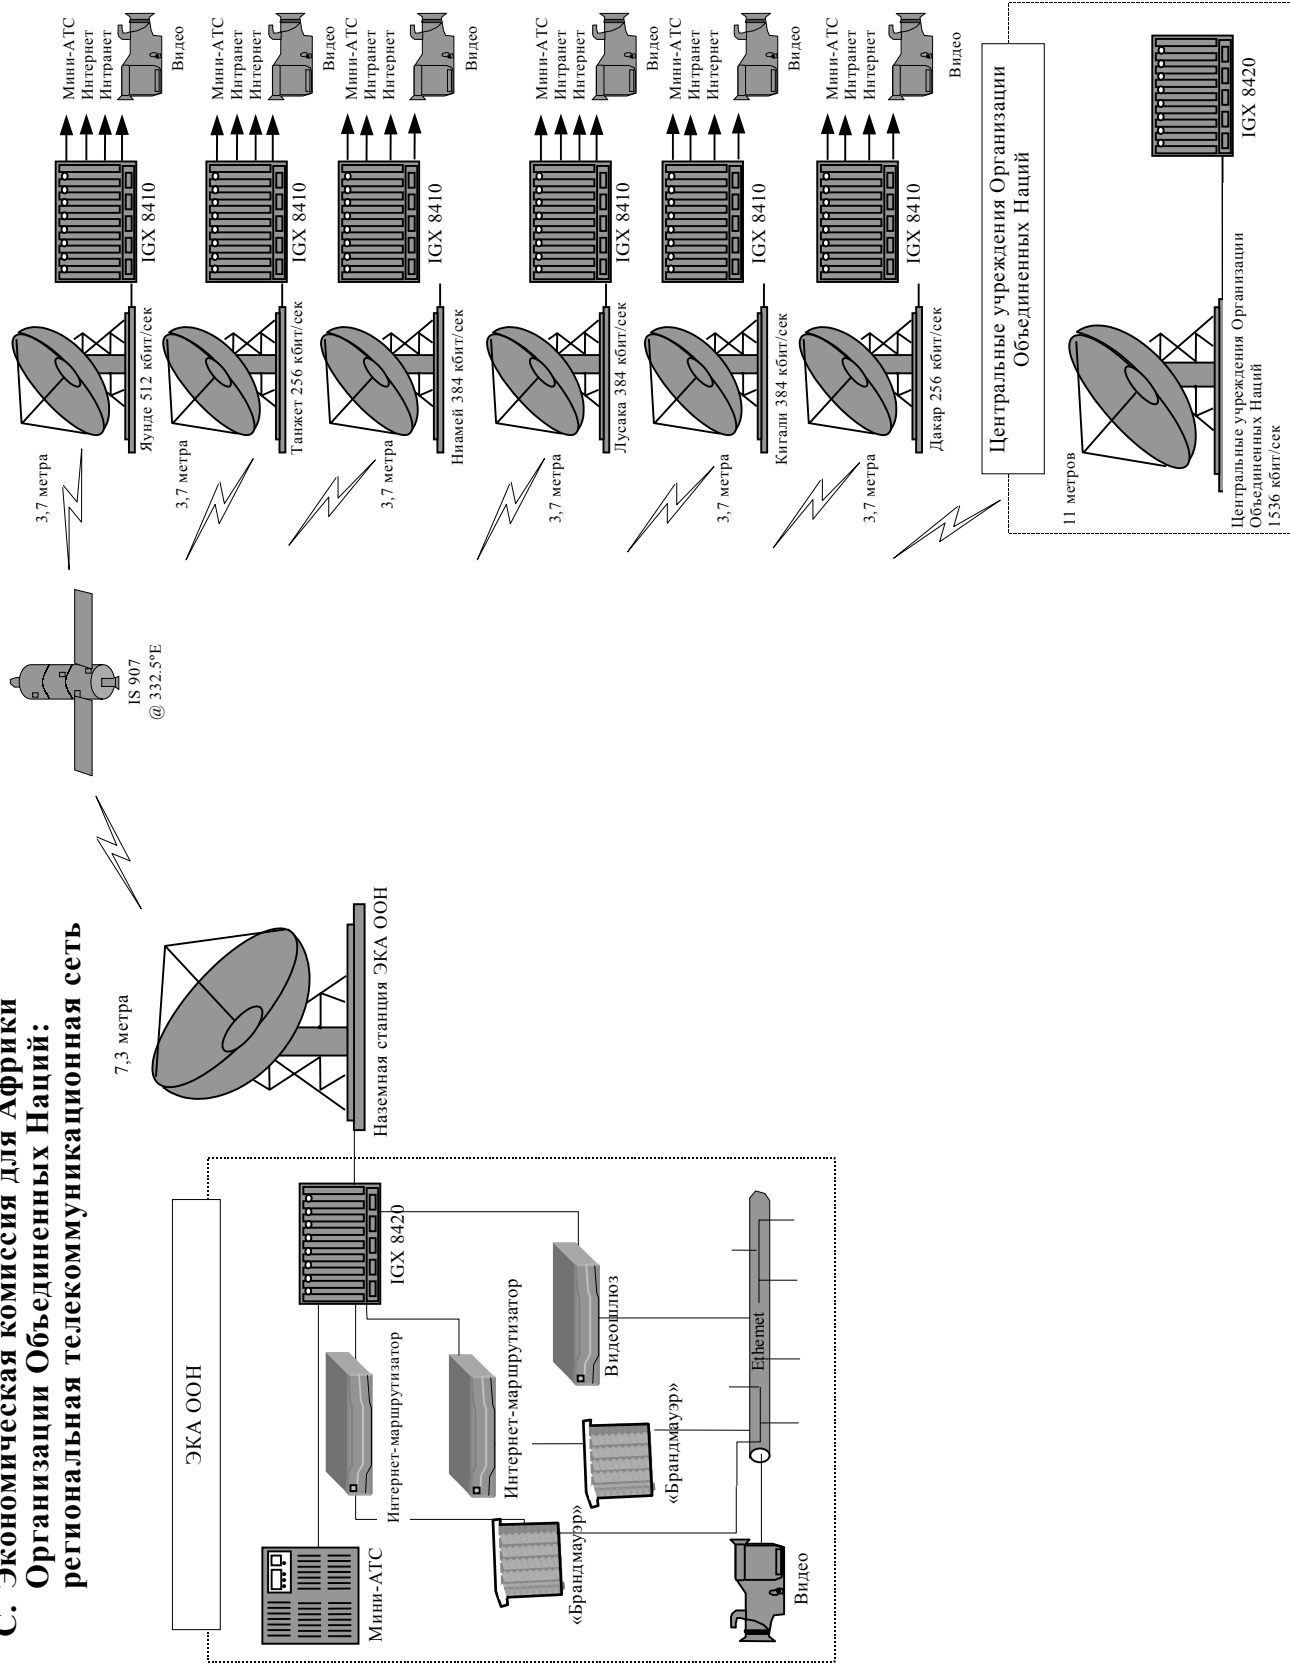 C. Экономическая комиссия для Африки
Организации Объединенных Наций:
региональная телекоммуникационная сеть
ЭКА ООН
Мини-АТС
Интернет-маршрутизатор
Интернет-маршрутизатор
«Брандмауэр»
«Брандмауэр»
Видеошлюз
IGX 8420
Ethernet
Видео
7,3 метра
Наземная станция ЭКА ООН
IS 907
@ 332.5°E
3,7 метра
Яунде 512 кбит/сек
IGX 8410
Мини-АТС
Интернет
Интранет
Видео
3,7 метра
Танжет 256 кбит/сек
IGX 8410
Мини-АТС
Интранет
Интернет
Видео
3,7 метра
Ниамей 384 кбит/сек
IGX 8410
Мини-АТС
Интранет
Интернет
Видео
3,7 метра
Лусака 384 кбит/сек
IGX 8410
Мини-АТС
Интранет
Интернет
Видео
3,7 метра
Кигали 384 кбит/сек
IGX 8410
Мини-АТС
Интранет
Интернет
Видео
3,7 метра
Дакар 256 кбит/сек
IGX 8410
Мини-АТС
Интранет
Интернет
Видео
Центральные учреждения Организации
Объединенных Наций
11 метров
Центральные учреждения Организации
Объединенных Наций
1536 кбит/сек
IGX 8420